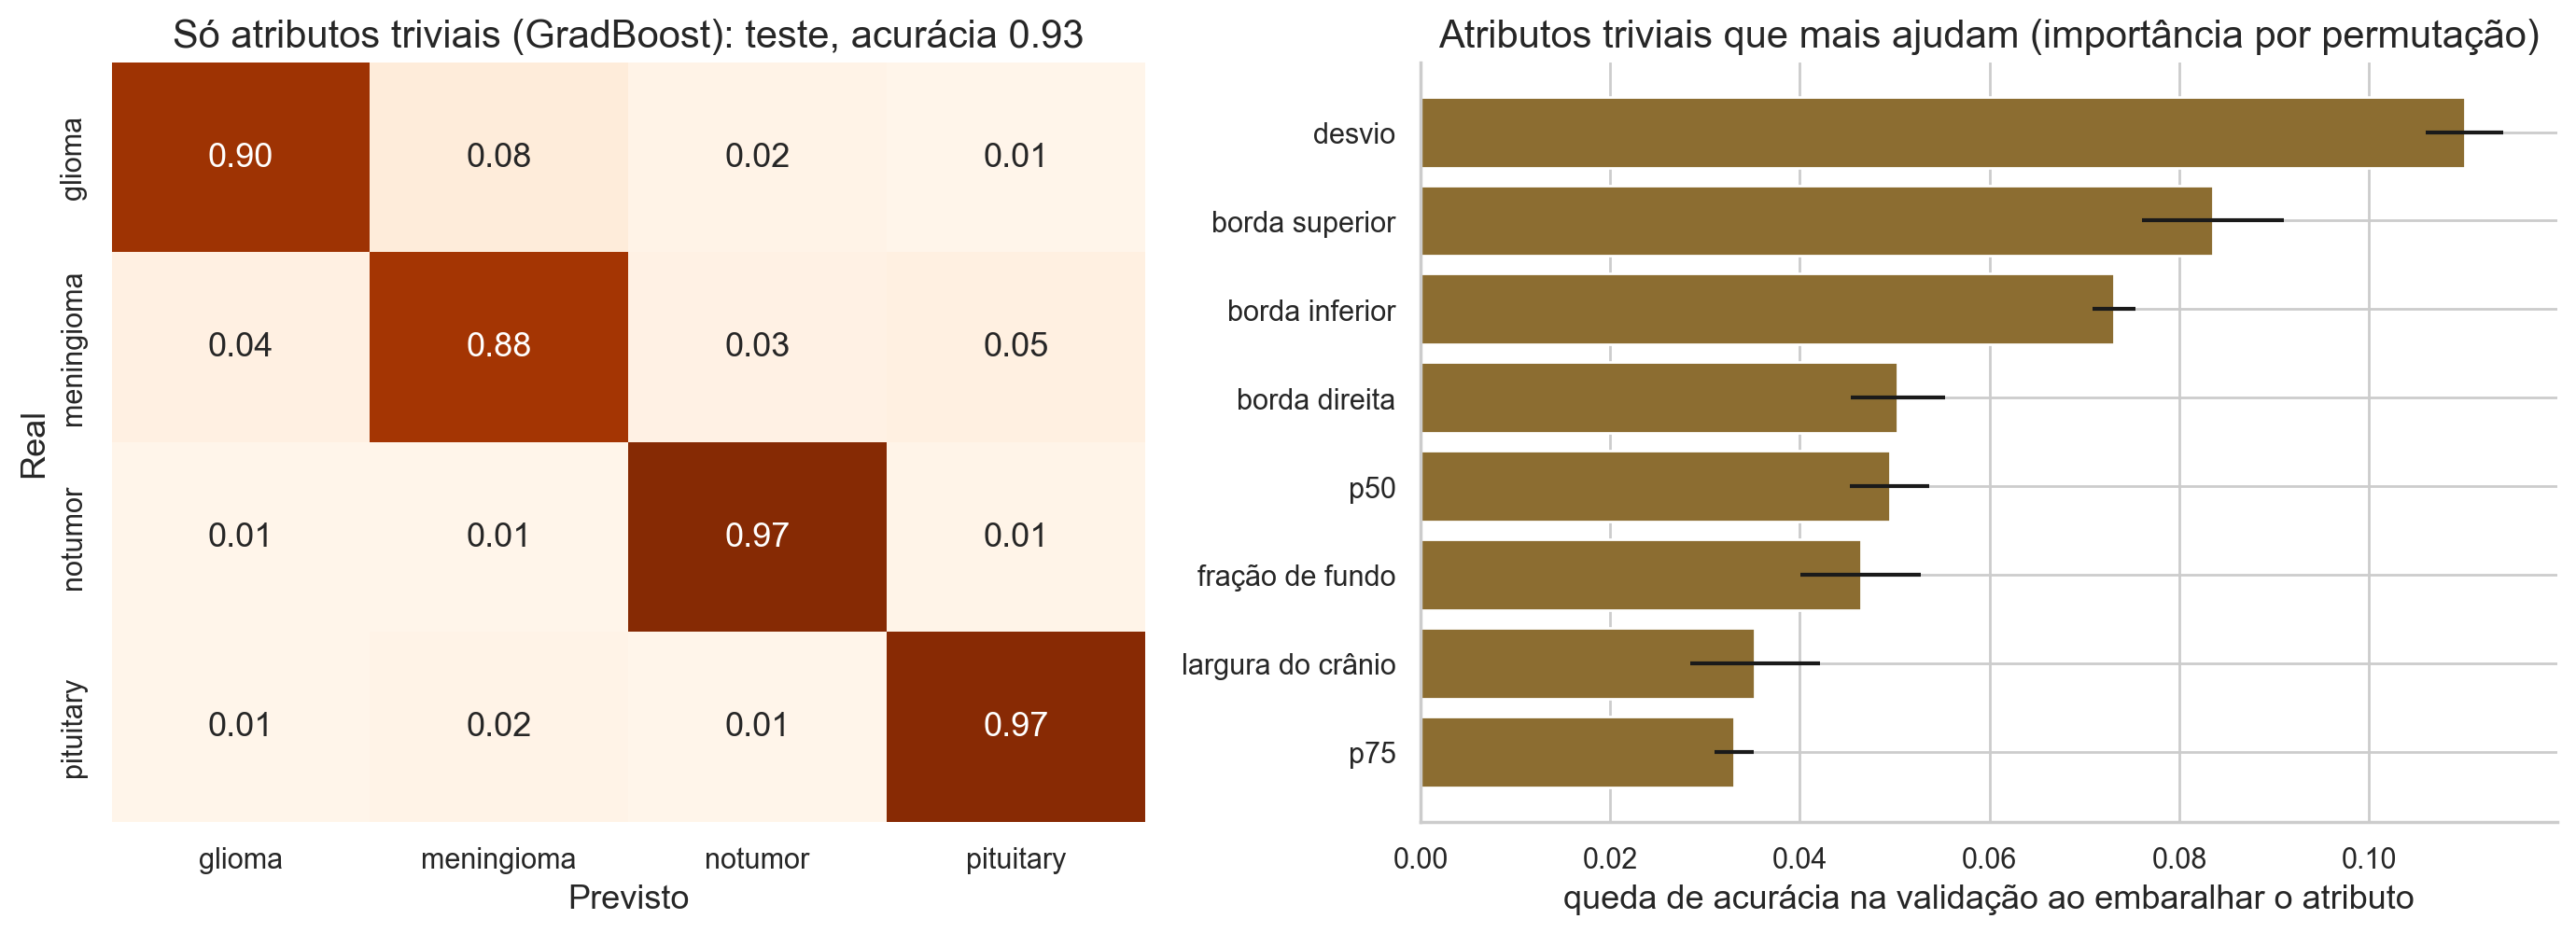 Só atributos triviais (GradBoost): teste, acurácia 0.93
Real
glioma
0.90 0.08 0.02 0.01
meningioma
0.04 0.88 0.03 0.05
notumor
0.01 0.01 0.97 0.01
pituitary
0.01 0.02 0.01 0.97
glioma meningioma notumor pituitary
Previsto
Atributos triviais que mais ajudam (importância por permutação)
desvio
borda superior
borda inferior
borda direita
p50
fração de fundo
largura do crânio
p75
0.00 0.02 0.04 0.06 0.08 0.10
queda de acurácia na validação ao embaralhar o atributo